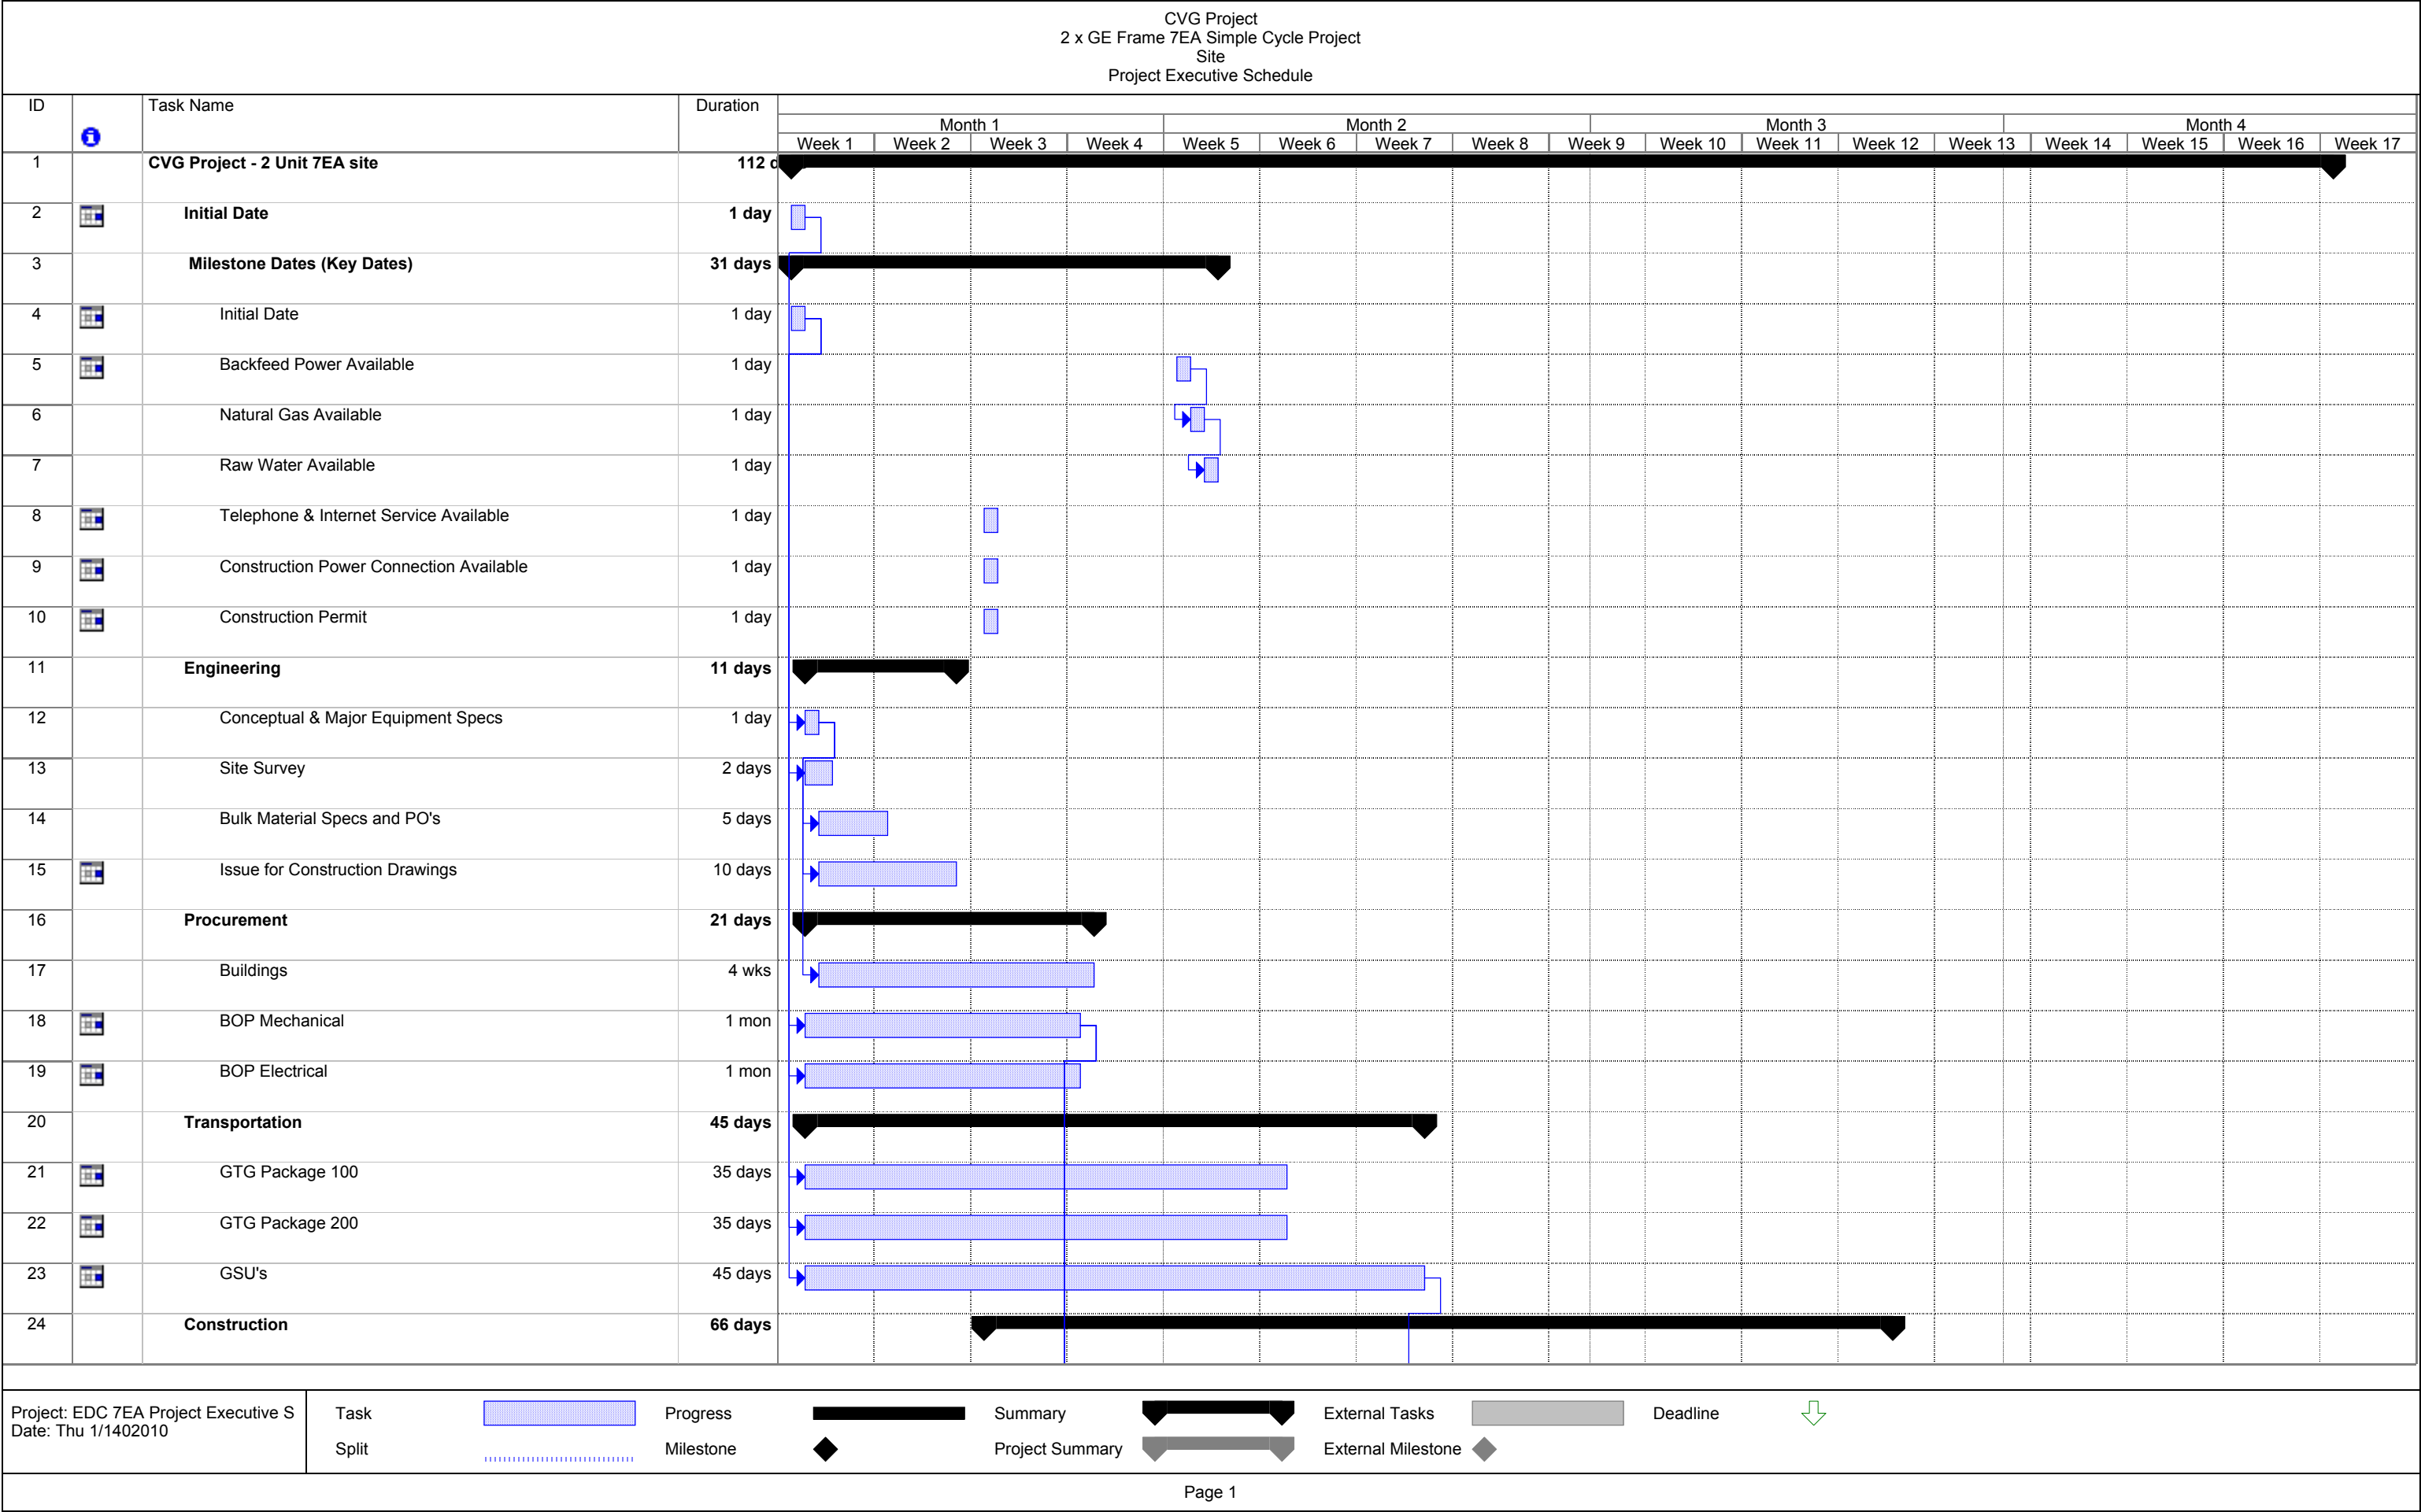 CVG Project
2 x GE Frame 7EA Simple Cycle Project
Site
Project Executive Schedule
ID Task Name Duration
Month 1 Month 2 Month 3 Month 4
Week 1 Week 2 Week 3 Week 4 Week 5 Week 6 Week 7 Week 8 Week 9 Week 10 Week 11 Week 12 Week 13 Week 14 Week 15 Week 16 Week 17
1 CVG Project - 2 Unit 7EA site 112 d
2 Initial Date 1 day
3 Milestone Dates (Key Dates) 31 days
4 Initial Date 1 day
5 Backfeed Power Available 1 day
6 Natural Gas Available 1 day
7 Raw Water Available 1 day
8 Telephone & Internet Service Available 1 day
9 Construction Power Connection Available 1 day
10 Construction Permit 1 day
11 Engineering 11 days
12 Conceptual & Major Equipment Specs 1 day
13 Site Survey 2 days
14 Bulk Material Specs and PO's 5 days
15 Issue for Construction Drawings 10 days
16 Procurement 21 days
17 Buildings 4 wks
18 BOP Mechanical 1 mon
19 BOP Electrical 1 mon
20 Transportation 45 days
21 GTG Package 100 35 days
22 GTG Package 200 35 days
23 GSU's 45 days
24 Construction 66 days
Project: EDC 7EA Project Executive S
Date: Thu 1/1402010
Task Progress Summary External Tasks Deadline
Split Milestone Project Summary External Milestone
Page 1